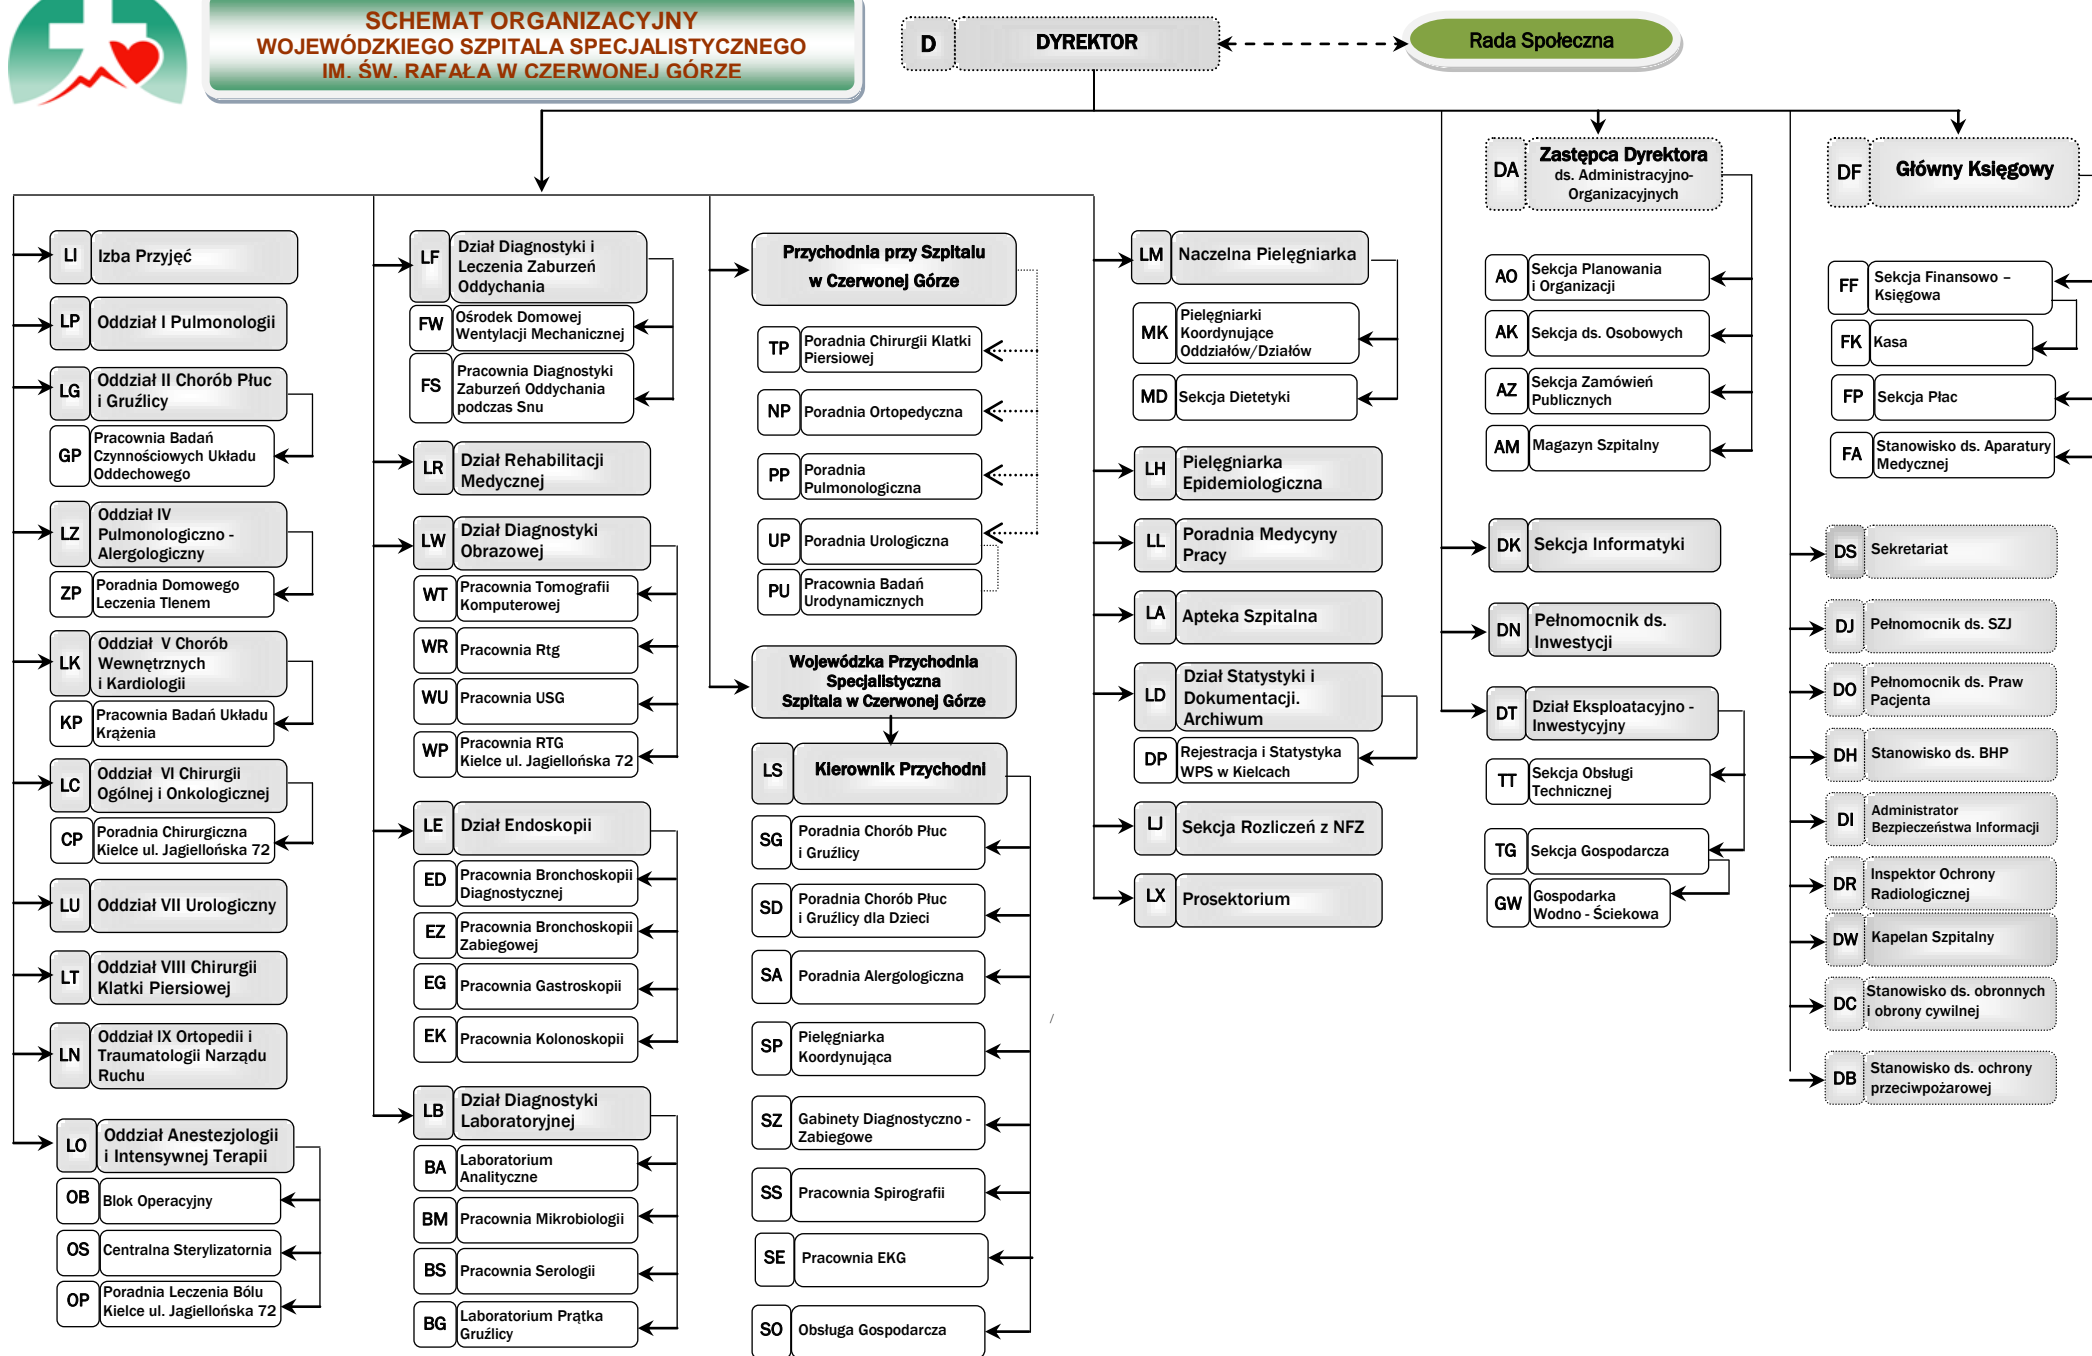 SCHEMAT ORGANIZACYJNY
WOJEWÓDZKIEGO SZPITALA SPECJALISTYCZNEGO
IM. ŚW. RAFAŁA W CZERWONEJ GÓRZE
D
DYREKTOR
Rada Społeczna
LI
Izba Przyjęć
LP
Oddział I Pulmonologii
LG
Oddział II Chorób Płuc
i Gruźlicy
GP
Pracownia Badań
Czynnościowych Układu
Oddechowego
LZ
Oddział IV
Pulmonologiczno -
Alergologiczny
ZP
Poradnia Domowego
Leczenia Tlenem
LK
Oddział V Chorób
Wewnętrznych
i Kardiologii
KP
Pracownia Badań Układu
Krążenia
LC
Oddział VI Chirurgii
Ogólnej i Onkologicznej
CP
Poradnia Chirurgiczna
Kielce ul. Jagiellońska 72
LU
Oddział VII Urologiczny
LT
Oddział VIII Chirurgii
Klatki Piersiowej
LN
Oddział IX Ortopedii i
Traumatologii Narządu
Ruchu
LO
Oddział Anestezjologii
i Intensywnej Terapii
OB
Blok Operacyjny
OS
Centralna Sterylizatornia
OP
Poradnia Leczenia Bólu
Kielce ul. Jagiellońska 72
LF
Dział Diagnostyki i
Leczenia Zaburzeń
Oddychania
FW
Ośrodek Domowej
Wentylacji Mechanicznej
FS
Pracownia Diagnostyki
Zaburzeń Oddychania
podczas Snu
LR
Dział Rehabilitacji
Medycznej
LW
Dział Diagnostyki
Obrazowej
WT
Pracownia Tomografii
Komputerowej
WR
Pracownia Rtg
WU
Pracownia USG
WP
Pracownia RTG
Kielce ul. Jagiellońska 72
LE
Dział Endoskopii
ED
Pracownia Bronchoskopii
Diagnostycznej
EZ
Pracownia Bronchoskopii
Zabiegowej
EG
Pracownia Gastroskopii
EK
Pracownia Kolonoskopii
LB
Dział Diagnostyki
Laboratoryjnej
BA
Laboratorium
Analityczne
BM
Pracownia Mikrobiologii
BS
Pracownia Serologii
BG
Laboratorium Prątka
Gruźlicy
Przychodnia przy Szpitalu
w Czerwonej Górze
TP
Poradnia Chirurgii Klatki
Piersiowej
NP
Poradnia Ortopedyczna
PP
Poradnia
Pulmonologiczna
UP
Poradnia Urologiczna
PU
Pracownia Badań
Urodynamicznych
Wojewódzka Przychodnia
Specjalistyczna
Szpitala w Czerwonej Górze
LS
Kierownik Przychodni
SG
Poradnia Chorób Płuc
i Gruźlicy
SD
Poradnia Chorób Płuc
i Gruźlicy dla Dzieci
SA
Poradnia Alergologiczna
SP
Pielęgniarka
Koordynująca
SZ
Gabinety Diagnostyczno -
Zabiegowe
SS
Pracownia Spirografii
SE
Pracownia EKG
SO
Obsługa Gospodarcza
/
LM
Naczelna Pielęgniarka
MK
Pielęgniarki
Koordynujące
Oddziałów/Działów
MD
Sekcja Dietetyki
LH
Pielęgniarka
Epidemiologiczna
LL
Poradnia Medycyny
Pracy
LA
Apteka Szpitalna
LD
Dział Statystyki i
Dokumentacji.
Archiwum
DP
Rejestracja i Statystyka
WPS w Kielcach
LJ
Sekcja Rozliczeń z NFZ
LX
Prosektorium
DA
Zastępca Dyrektora
ds. Administracyjno-
Organizacyjnych
AO
Sekcja Planowania
i Organizacji
AK
Sekcja ds. Osobowych
AZ
Sekcja Zamówień
Publicznych
AM
Magazyn Szpitalny
DK
Sekcja Informatyki
DN
Pełnomocnik ds.
Inwestycji
DT
Dział Eksploatacyjno -
Inwestycyjny
TT
Sekcja Obsługi
Technicznej
TG
Sekcja Gospodarcza
GW
Gospodarka
Wodno - Ściekowa
DF
Główny Księgowy
FF
Sekcja Finansowo –
Księgowa
FK
Kasa
FP
Sekcja Płac
FA
Stanowisko ds. Aparatury
Medycznej
DS
Sekretariat
DJ
Pełnomocnik ds. SZJ
DO
Pełnomocnik ds. Praw
Pacjenta
DH
Stanowisko ds. BHP
DI
Administrator
Bezpieczeństwa Informacji
DR
Inspektor Ochrony
Radiologicznej
DW
Kapelan Szpitalny
DC
Stanowisko ds. obronnych
i obrony cywilnej
DB
Stanowisko ds. ochrony
przeciwpożarowej